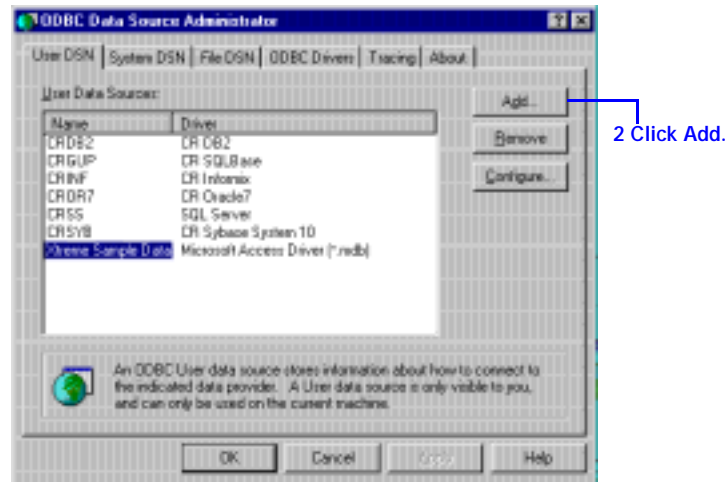 ODBC Data Source Administrator
User DSN System DSN File DSN ODBC Drivers Tracing About
User Data Sources:
Add...
Name Driver
2 Click Add.
CRDB2 CR DB2
Remove
CRGUP CR SQLBase
CRINF CR Informix
Configure...
CROR7 CR Oracle7
CRSS SQL Server
CRSYB CR Sybase System 10
Xtreme Sample Data Microsoft Access Driver (*.mdb)
An ODBC User data source stores information about how to connect to
the indicated data provider. A User data source is only visible to you,
and can only be used on the current machine.
OK Cancel Apply Help